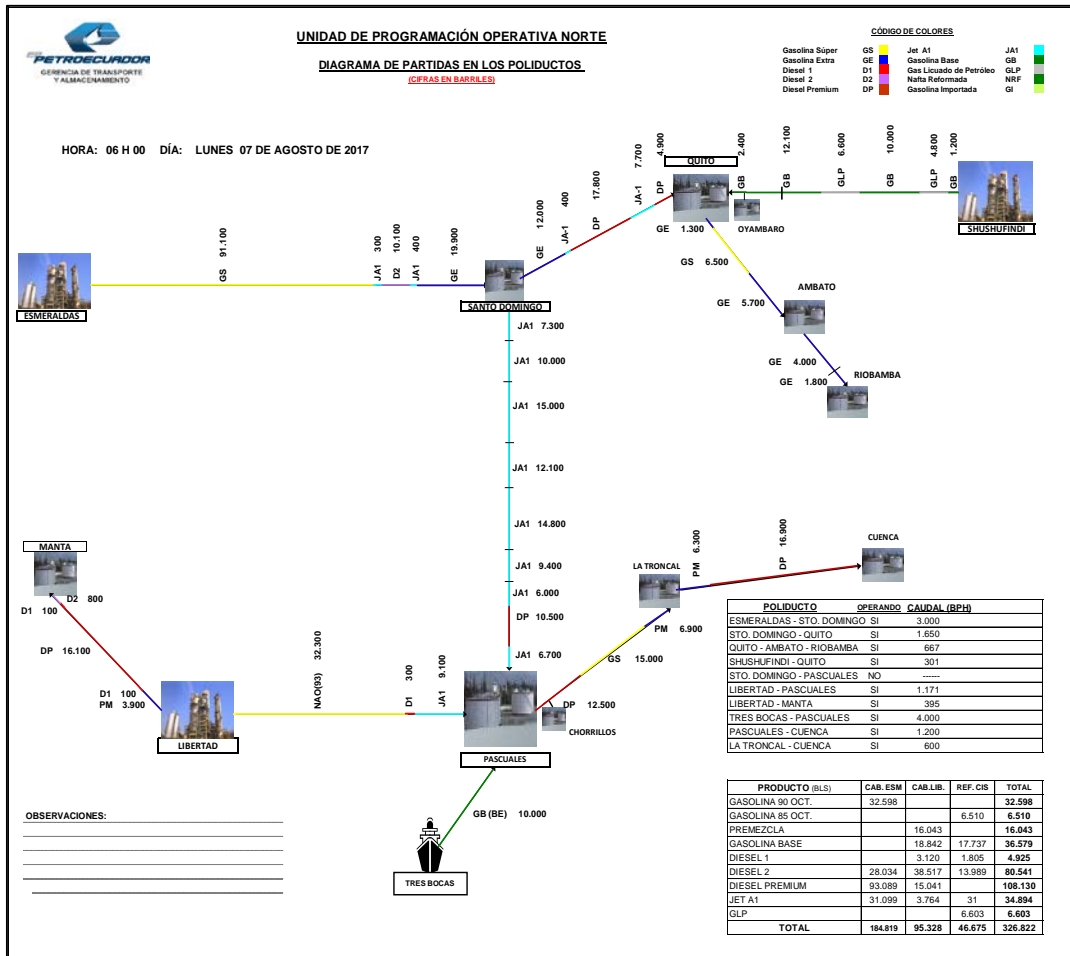 EP PETROECUADOR
GERENCIA DE TRANSPORTE
Y ALMACENAMIENTO
UNIDAD DE PROGRAMACIÓN OPERATIVA NORTE
DIAGRAMA DE PARTIDAS EN LOS POLIDUCTOS
(CIFRAS EN BARRILES)
CÓDIGO DE COLORES
Gasolina Súper GS Jet A1 JA1
Gasolina Extra GE Gasolina Base GB
Diesel 1 D1 Gas Licuado de Petróleo GLP
Diesel 2 D2 Nafta Reformada NRF
Diesel Premium DP Gasolina Importada GI
HORA: 06 H 00 DÍA: LUNES 07 DE AGOSTO DE 2017
ESMERALDAS
GS 91.100
JA1 300
D2 10.100
JA1 400
GE 19.900
SANTO DOMINGO
GE 12.000
JA-1 400
DP 17.800
JA-1 7.700
DP 4.900
QUITO
GB 2.400
GB 12.100
GLP 6.600
GB 10.000
GLP 4.800
GB 1.200
SHUSHUFINDI
OYAMBARO
GE 1.300
GS 6.500
GE 5.700
AMBATO
GE 4.000
GE 1.800
RIOBAMBA
JA1 7.300
JA1 10.000
JA1 15.000
JA1 12.100
JA1 14.800
JA1 9.400
JA1 6.000
DP 10.500
JA1 6.700
MANTA
D2 800
D1 100
DP 16.100
D1 100
PM 3.900
LIBERTAD
NAO(93) 32.300
D1 300
JA1 9.100
PASCUALES
CHORRILLOS
DP 12.500
GS 15.000
PM 6.900
LA TRONCAL
PM 6.300
DP 16.900
CUENCA
GB (BE) 10.000
TRES BOCAS
OBSERVACIONES:
POLIDUCTO OPERANDO CAUDAL (BPH)
ESMERALDAS - STO. DOMINGO SI 3.000
STO. DOMINGO - QUITO SI 1.650
QUITO - AMBATO - RIOBAMBA SI 667
SHUSHUFINDI - QUITO SI 301
STO. DOMINGO - PASCUALES NO ------
LIBERTAD - PASCUALES SI 1.171
LIBERTAD - MANTA SI 395
TRES BOCAS - PASCUALES SI 4.000
PASCUALES - CUENCA SI 1.200
LA TRONCAL - CUENCA SI 600
PRODUCTO (BLS) CAB. ESM CAB.LIB. REF. CIS TOTAL
GASOLINA 90 OCT. 32.598 32.598
GASOLINA 85 OCT. 6.510 6.510
PREMEZCLA 16.043 16.043
GASOLINA BASE 18.842 17.737 36.579
DIESEL 1 3.120 1.805 4.925
DIESEL 2 28.034 38.517 13.989 80.541
DIESEL PREMIUM 93.089 15.041 108.130
JET A1 31.099 3.764 31 34.894
GLP 6.603 6.603
TOTAL 184.819 95.328 46.675 326.822